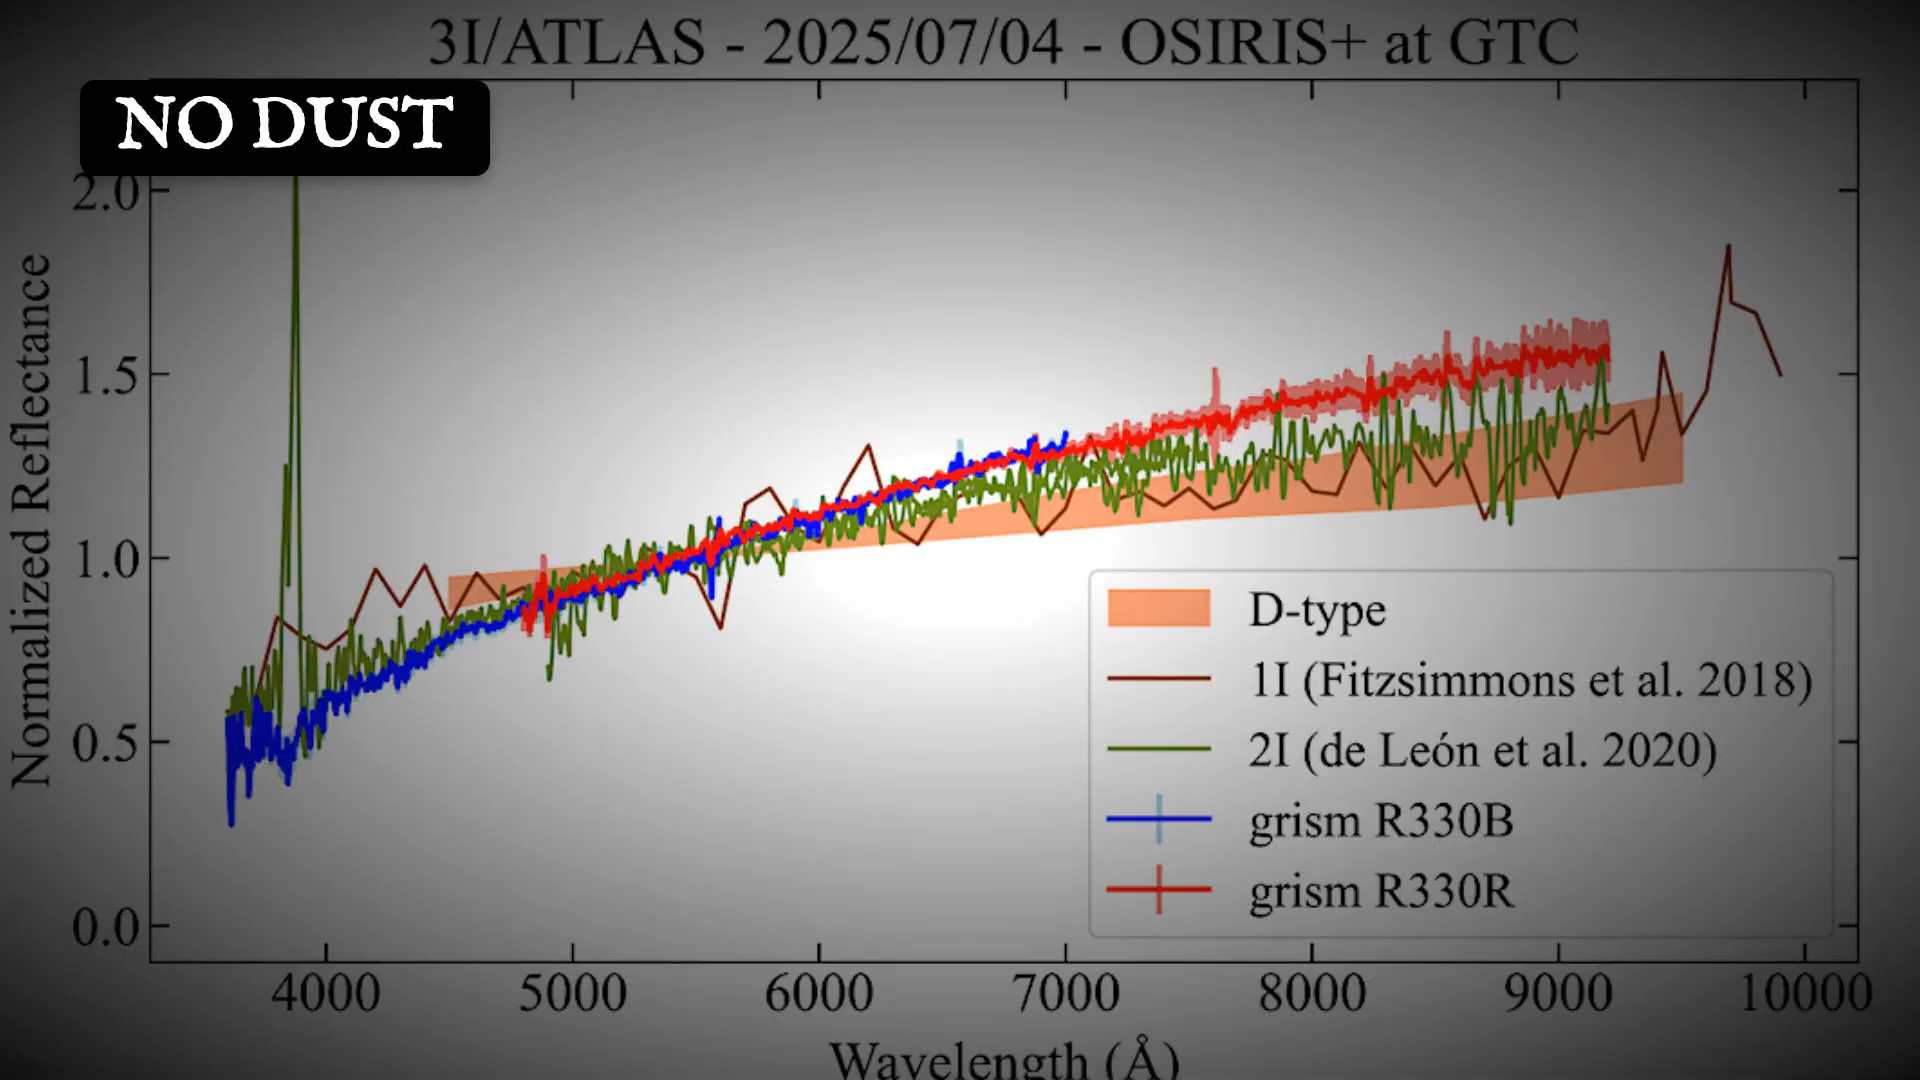 3I/ATLAS - 2025/07/04 - OSIRIS+ at GTC
NO DUST
Normalized Reflectance
2.0
1.5
1.0
0.5
0.0
D-type
1I (Fitzsimmons et al. 2018)
2I (de León et al. 2020)
grism R330B
grism R330R
4000 5000 6000 7000 8000 9000 10000
Wavelength (Å)